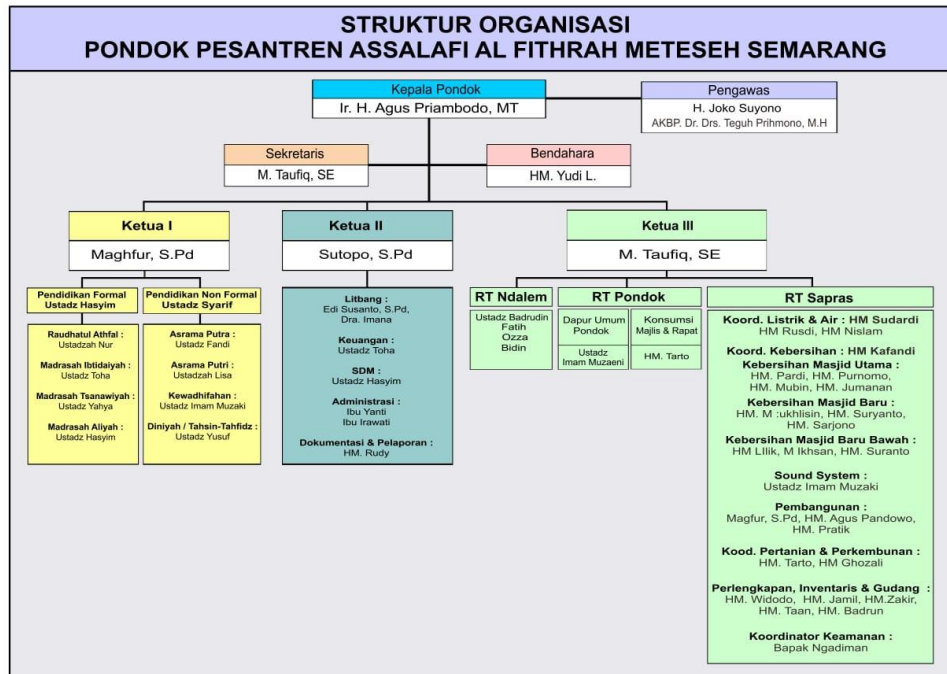 STRUKTUR ORGANISASI
PONDOK PESANTREN ASSALAFI AL FITHRAH METESEH SEMARANG
Kepala Pondok
Ir. H. Agus Priambodo, MT
Pengawas
H. Joko Suyono
AKBP. Dr. Drs. Teguh Prihmono, M.H
Sekretaris
M. Taufiq, SE
Bendahara
HM. Yudi L.
Ketua I
Maghfur, S.Pd
Pendidikan Formal
Ustadz Hasyim
Raudhatul Athfal :
Ustadzah Nur
Madrasah Ibtidaiyah :
Ustadz Toha
Madrasah Tsanawiyah :
Ustadz Yahya
Madrasah Aliyah :
Ustadz Hasyim
Pendidikan Non Formal
Ustadz Syarif
Asrama Putra :
Ustadz Fandi
Asrama Putri :
Ustadzah Lisa
Kewadhifahan :
Ustadz Imam Muzaki
Diniyah / Tahsin-Tahfidz :
Ustadz Yusuf
Ketua II
Sutopo, S.Pd
Litbang :
Edi Susanto, S.Pd,
Dra. Imana
Keuangan :
Ustadz Toha
SDM :
Ustadz Hasyim
Administrasi :
Ibu Yanti
Ibu Irawati
Dokumentasi & Pelaporan :
HM. Rudy
Ketua III
M. Taufiq, SE
RT Ndalem
Ustadz Badrudin
Fatih
Ozza
Bidin
RT Pondok
Dapur Umum
Pondok
Ustadz
Imam Muzaeni
Konsumsi
Majlis & Rapat
HM. Tarto
RT Sapras
Koord. Listrik & Air : HM Sudardi
HM Rusdi, HM Nislam
Koord. Kebersihan : HM Kafandi
Kebersihan Masjid Utama :
HM. Pardi, HM. Purnomo,
HM. Mubin, HM. Jumanan
Kebersihan Masjid Baru :
HM. M :ukhlisin, HM. Suryanto,
HM. Sarjono
Kebersihan Masjid Baru Bawah :
HM LIlik, M Ikhsan, HM. Suranto
Sound System :
Ustadz Imam Muzaki
Pembangunan :
Magfur, S.Pd, HM. Agus Pandowo,
HM. Pratik
Kood. Pertanian & Perkembunan :
HM. Tarto, HM Ghozali
Perlengkapan, Inventaris & Gudang :
HM. Widodo, HM. Jamil, HM.Zakir,
HM. Taan, HM. Badrun
Koordinator Keamanan :
Bapak Ngadiman